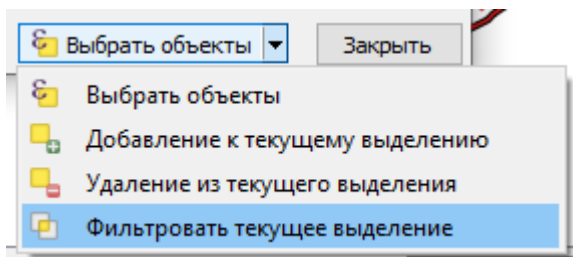 Выбрать объекты
Закрыть
Выбрать объекты
Добавление к текущему выделению
Удаление из текущего выделения
Фильтровать текущее выделение